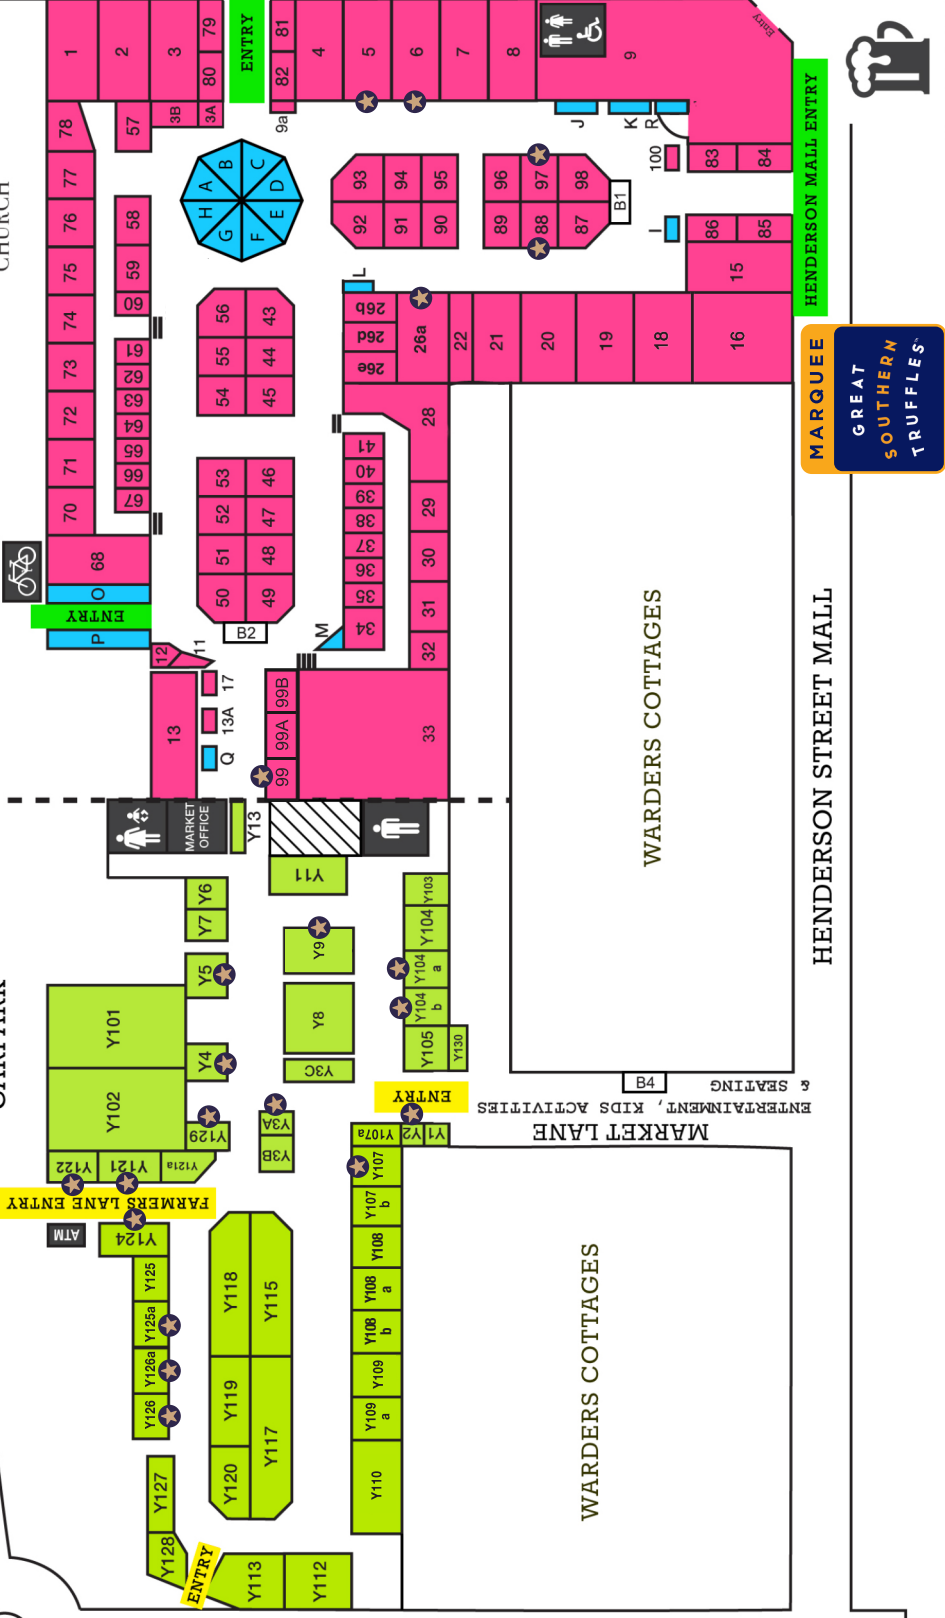 CHURCH
1
2
3
79
80
ENTRY
81
82
4
5
6
7
8
9
Entry
HENDERSON MALL ENTRY
78
57
3B
3A
9a
J
K
R
77
A
B
C
D
E
F
G
H
93
94
95
96
97
98
100
83
84
76
58
92
91
90
89
88
87
B1
I
86
85
75
59
15
74
60
56
43
L
26b
26d
26e
26a
22
21
20
19
18
16
MARQUEE
GREAT
SOUTHERN
TRUFFLES
73
61
62
55
44
72
63
64
54
45
28
71
65
66
67
53
46
41
40
39
70
52
47
38
29
68
51
48
37
36
30
O
50
49
35
34
31
ENTRY
P
B2
M
32
12
11
17
13
13A
Q
99B
99A
99
33
WARDERS COTTAGES
HENDERSON STREET MALL
MARKET
OFFICE
Y13
Y11
Y6
Y7
Y103
Y104
Y5
Y9
Y104
a
Y104
b
Y101
Y8
Y105
Y130
Y4
Y3C
Y102
ENTRY
B4
MARKET LANE
ENTERTAINMENT, KIDS ACTIVITIES
& SEATING
Y129
Y3A
Y3B
Y107a
Y2
Y1
Y122
Y121
Y121a
Y107
FARMERS LANE ENTRY
Y107
b
ATM
Y124
Y125
Y125a
Y126a
Y126
Y118
Y115
Y119
Y117
Y120
Y108
Y108
a
Y108
b
Y109
Y109
a
Y110
Y127
Y128
ENTRY
Y113
Y112
WARDERS COTTAGES